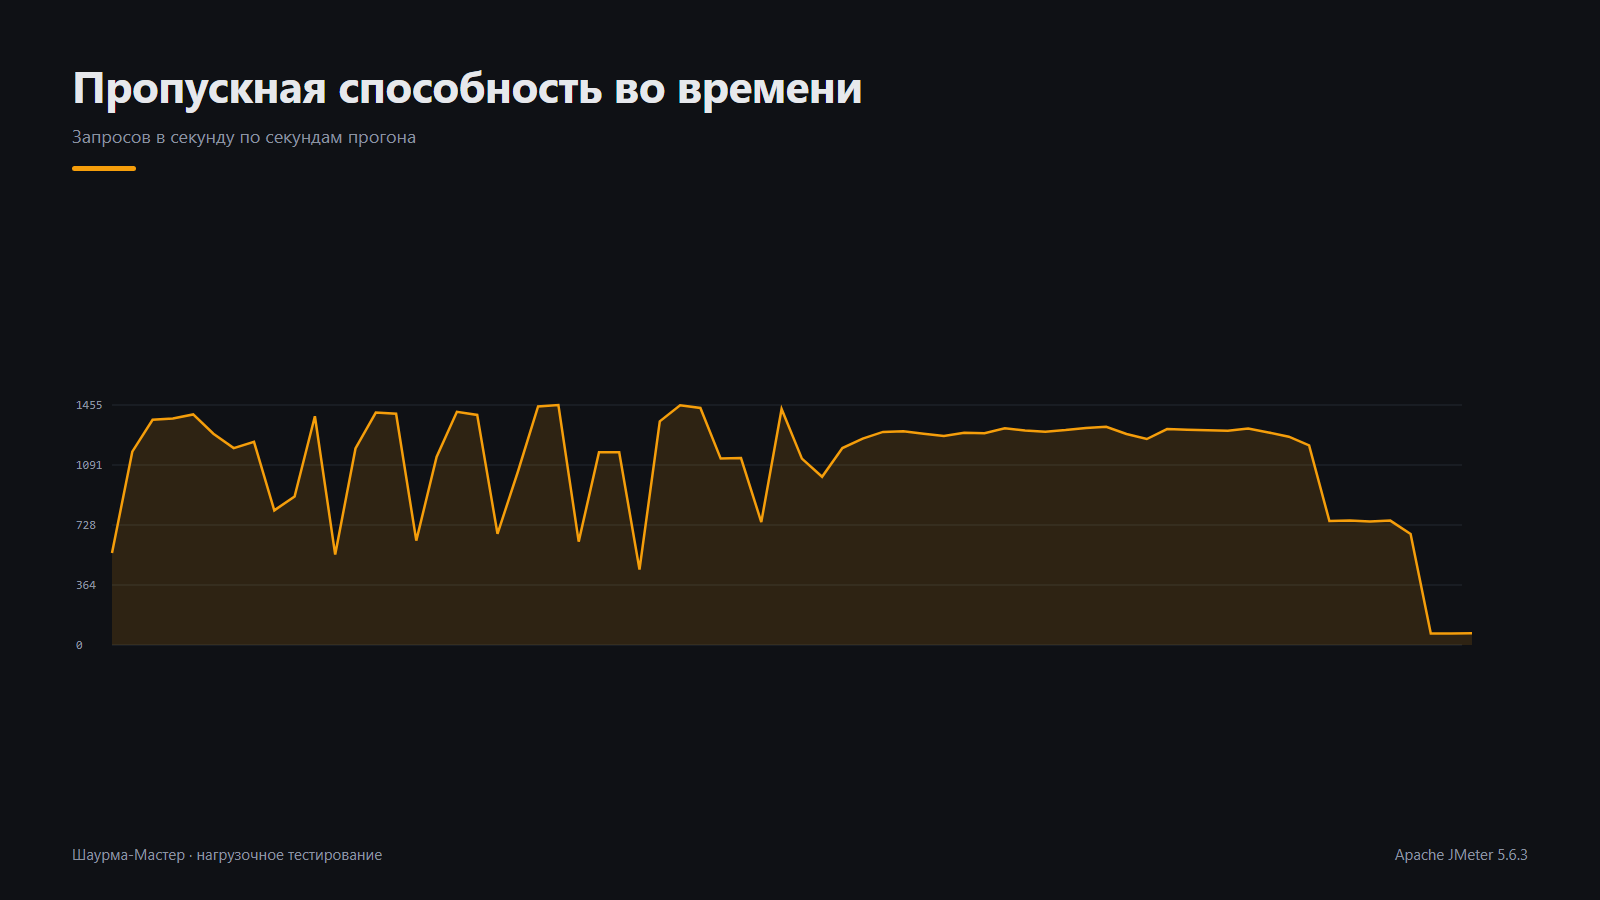 Пропускная способность во времени
Запросов в секунду по секундам прогона
1455
1091
728
364
0
Шаурма-Мастер · нагрузочное тестирование
Apache JMeter 5.6.3